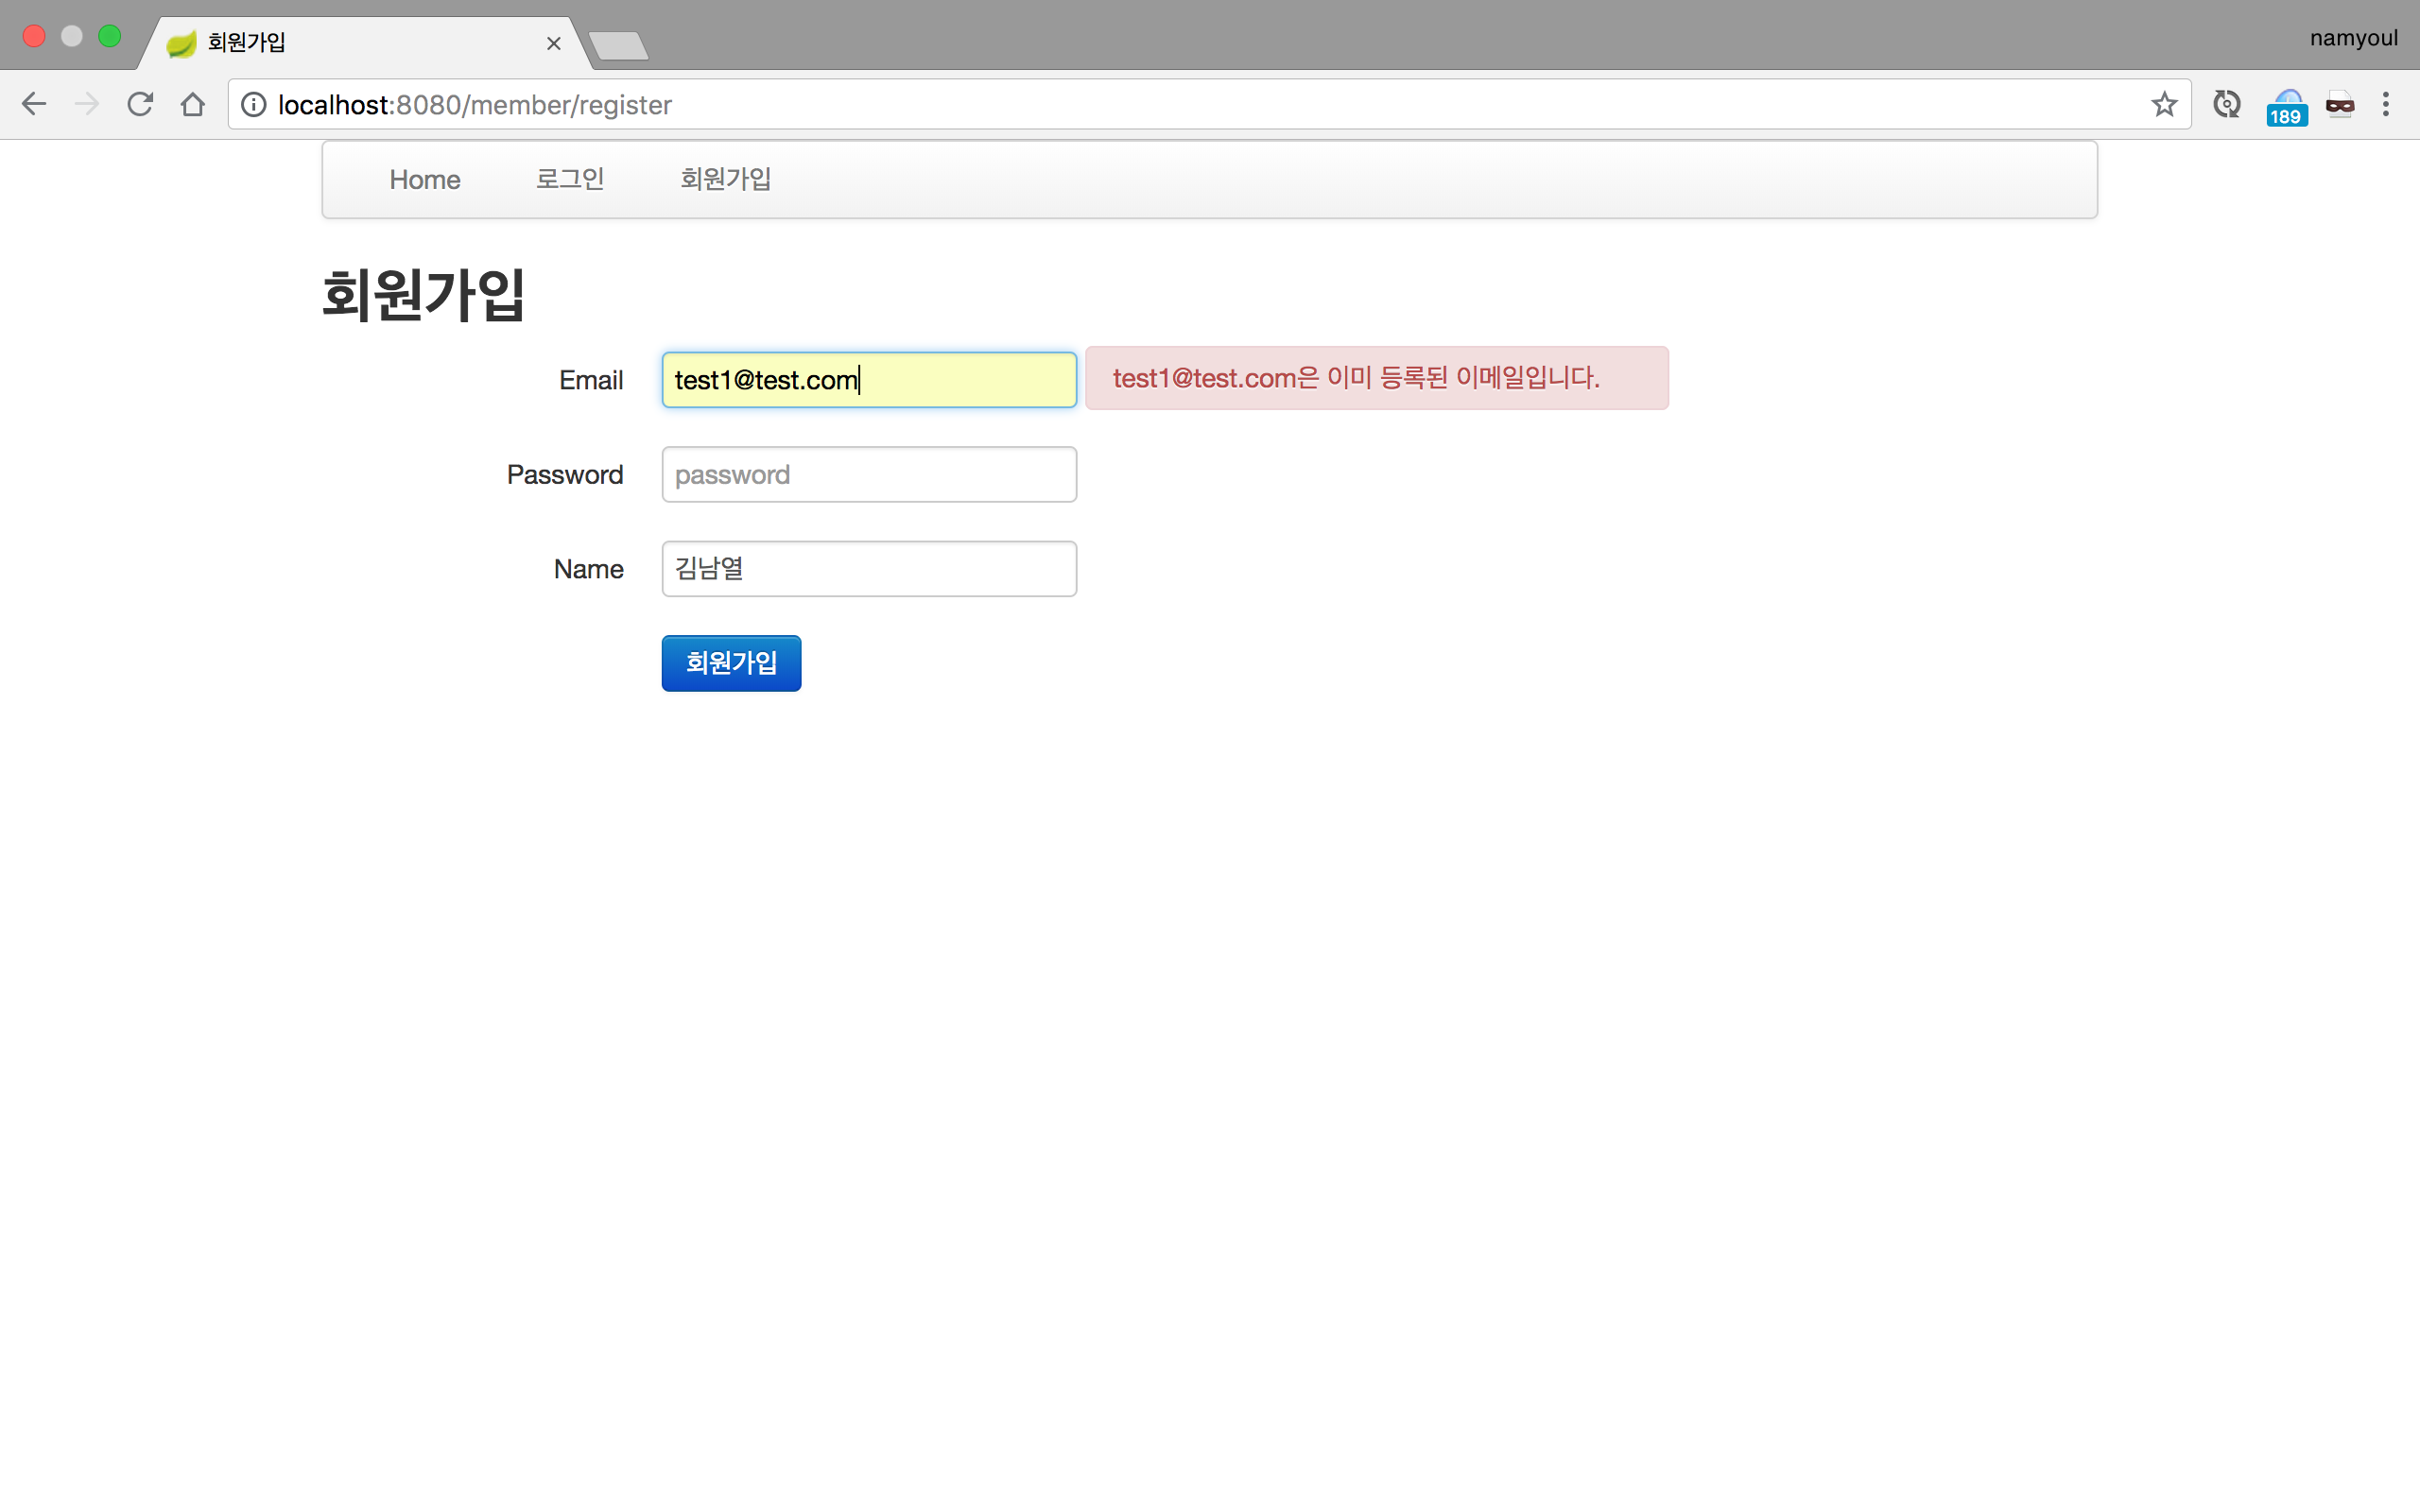 회원가입
namyoul
localhost:8080/member/register
189
Home 로그인 회원가입
회원가입
Email test1@test.com test1@test.com은 이미 등록된 이메일입니다.
Password password
Name 김남열
회원가입